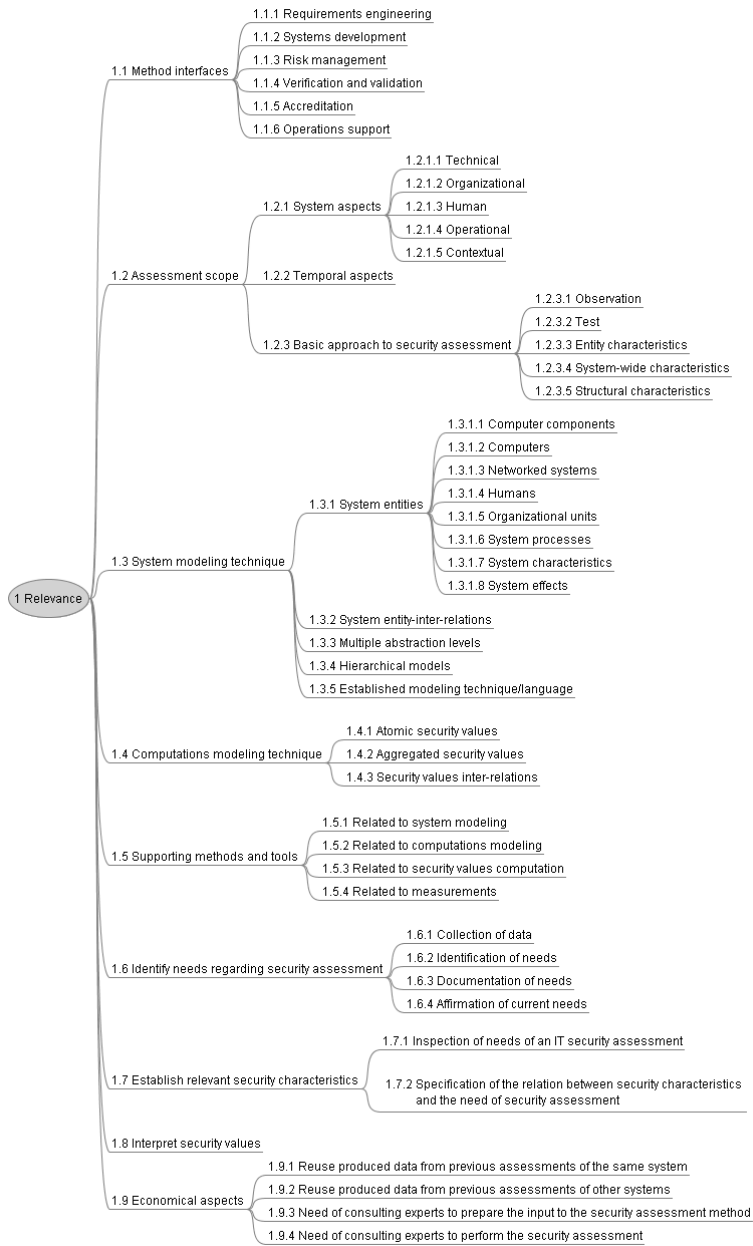 1 Relevance
1.1 Method interfaces
1.1.1 Requirements engineering
1.1.2 Systems development
1.1.3 Risk management
1.1.4 Verification and validation
1.1.5 Accreditation
1.1.6 Operations support
1.2 Assessment scope
1.2.1 System aspects
1.2.1.1 Technical
1.2.1.2 Organizational
1.2.1.3 Human
1.2.1.4 Operational
1.2.1.5 Contextual
1.2.2 Temporal aspects
1.2.3 Basic approach to security assessment
1.2.3.1 Observation
1.2.3.2 Test
1.2.3.3 Entity characteristics
1.2.3.4 System-wide characteristics
1.2.3.5 Structural characteristics
1.3 System modeling technique
1.3.1 System entities
1.3.1.1 Computer components
1.3.1.2 Computers
1.3.1.3 Networked systems
1.3.1.4 Humans
1.3.1.5 Organizational units
1.3.1.6 System processes
1.3.1.7 System characteristics
1.3.1.8 System effects
1.3.2 System entity-inter-relations
1.3.3 Multiple abstraction levels
1.3.4 Hierarchical models
1.3.5 Established modeling technique/language
1.4 Computations modeling technique
1.4.1 Atomic security values
1.4.2 Aggregated security values
1.4.3 Security values inter-relations
1.5 Supporting methods and tools
1.5.1 Related to system modeling
1.5.2 Related to computations modeling
1.5.3 Related to security values computation
1.5.4 Related to measurements
1.6 Identify needs regarding security assessment
1.6.1 Collection of data
1.6.2 Identification of needs
1.6.3 Documentation of needs
1.6.4 Affirmation of current needs
1.7 Establish relevant security characteristics
1.7.1 Inspection of needs of an IT security assessment
1.7.2 Specification of the relation between security characteristics
and the need of security assessment
1.8 Interpret security values
1.9 Economical aspects
1.9.1 Reuse produced data from previous assessments of the same system
1.9.2 Reuse produced data from previous assessments of other systems
1.9.3 Need of consulting experts to prepare the input to the security assessment method
1.9.4 Need of consulting experts to perform the security assessment